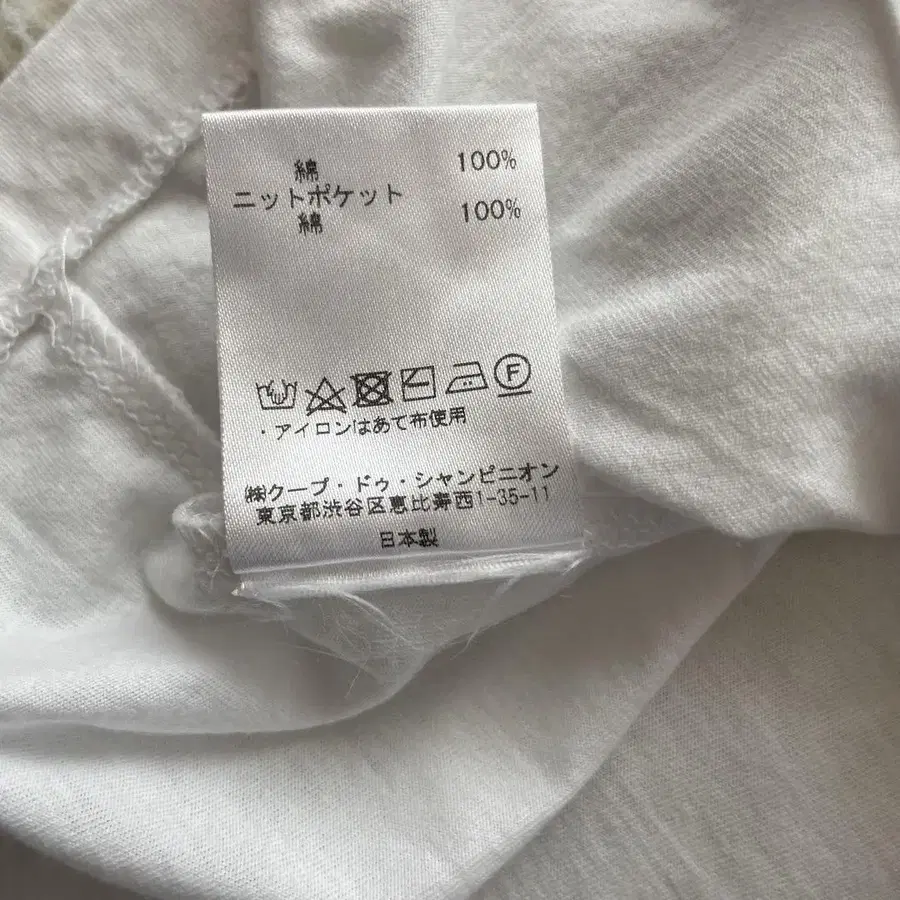 綿 100%
ニットポケット
綿 100%
F
・アイロンはあて布使用
㈱クープ・ドゥ・シャンピニオン
東京都渋谷区恵比寿西1-35-11
日本製